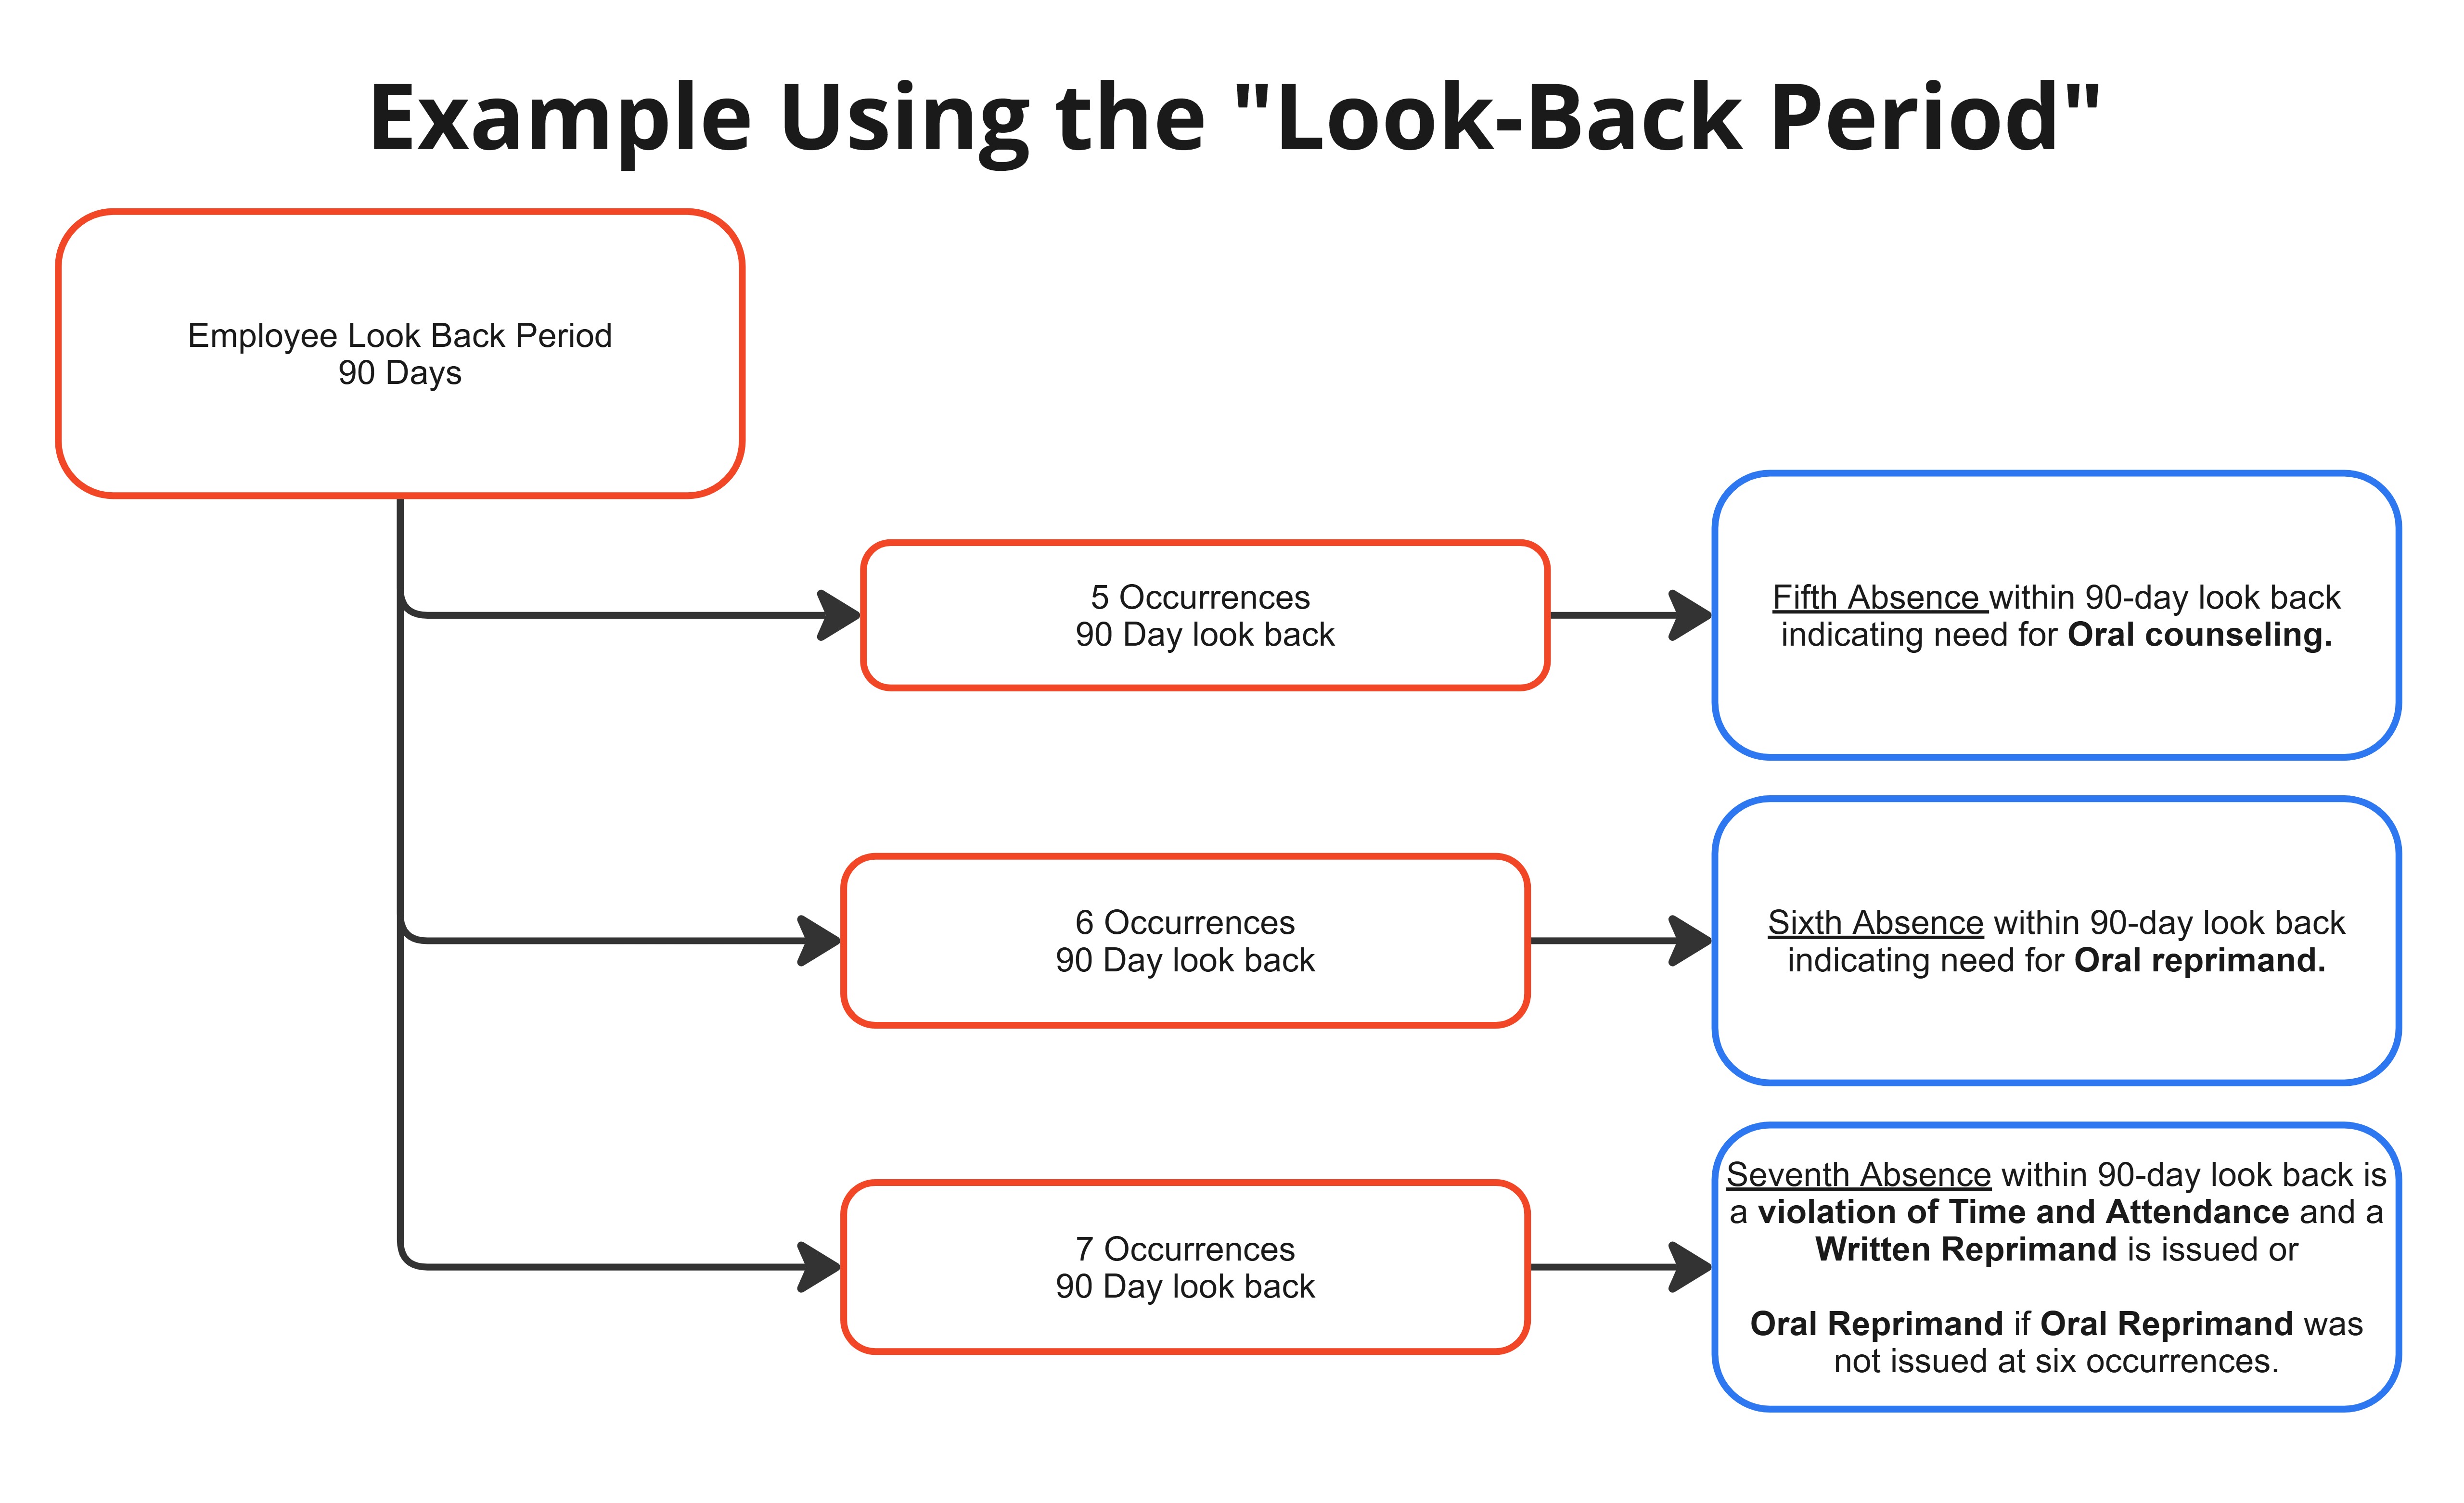 Example Using the "Look-Back Period"
Employee Look Back Period
90 Days
5 Occurrences
90 Day look back
Fifth Absence within 90-day look back
indicating need for Oral counseling.
6 Occurrences
90 Day look back
Sixth Absence within 90-day look back
indicating need for Oral reprimand.
7 Occurrences
90 Day look back
Seventh Absence within 90-day look back is
a violation of Time and Attendance and a
Written Reprimand is issued or
Oral Reprimand if Oral Reprimand was
not issued at six occurrences.